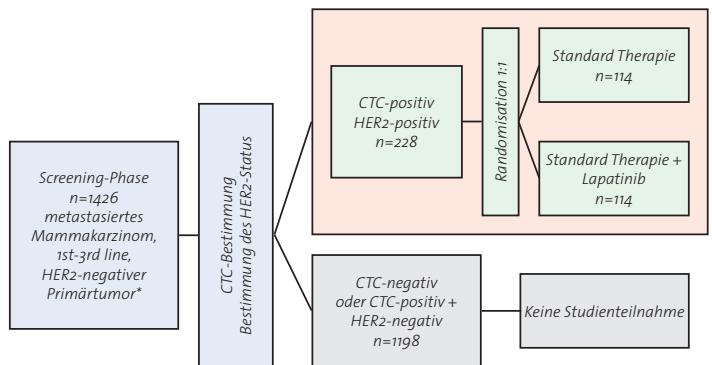 Screening-Phase
n=1426
metastasiertes
Mammakarzinom,
1st-3rd line,
HER2-negativer
Primärtumor*
CTC-Bestimmung
Bestimmung des HER2-Status
CTC-positiv
HER2-positiv
n=228
Randomisation 1:1
Standard Therapie
n=114
Standard Therapie +
Lapatinib
n=114
CTC-negativ
oder CTC-positiv +
HER2-negativ
n=1198
Keine Studienteilnahme